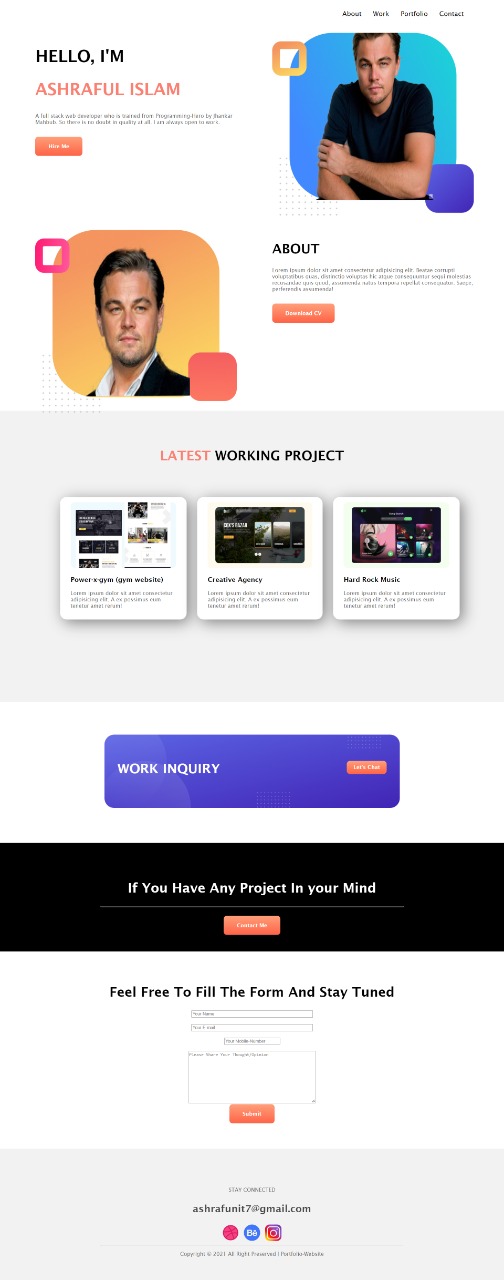 About Work Portfolio Contact
HELLO, I'M
ASHRAFUL ISLAM
A full stack web developer who is trained from Programming-Hero by Jhankar
Mahbub. So there is no doubt in quality at all. I am always open to work.
Hire Me
ABOUT
Lorem ipsum dolor sit amet consectetur adipisicing elit. Beatae corrupti
voluptatibus quas, distinctio voluptas hic atque consequuntur sequi molestias
recusandae quis quod, assumenda natus tempora repellat consequatur. Saepe,
perferendis assumenda!
Download CV
LATEST WORKING PROJECT
Power-x-gym (gym website)
Lorem ipsum dolor sit amet consectetur
adipisicing elit. A ex possimus eum
tenetur amet rerum!
Creative Agency
Lorem ipsum dolor sit amet consectetur
adipisicing elit. A ex possimus eum
tenetur amet rerum!
Hard Rock Music
Lorem ipsum dolor sit amet consectetur
adipisicing elit. A ex possimus eum
tenetur amet rerum!
WORK INQUIRY
Let's Chat
If You Have Any Project In your Mind
Contact Me
Feel Free To Fill The Form And Stay Tuned
Your Name
Your E-mail
Your Mobile-Number
Please Share Your Thought/Opinion
Submit
STAY CONNECTED
ashrafunit7@gmail.com
Bē
Copyright © 2021 All Right Preserved | Portfolio-Website